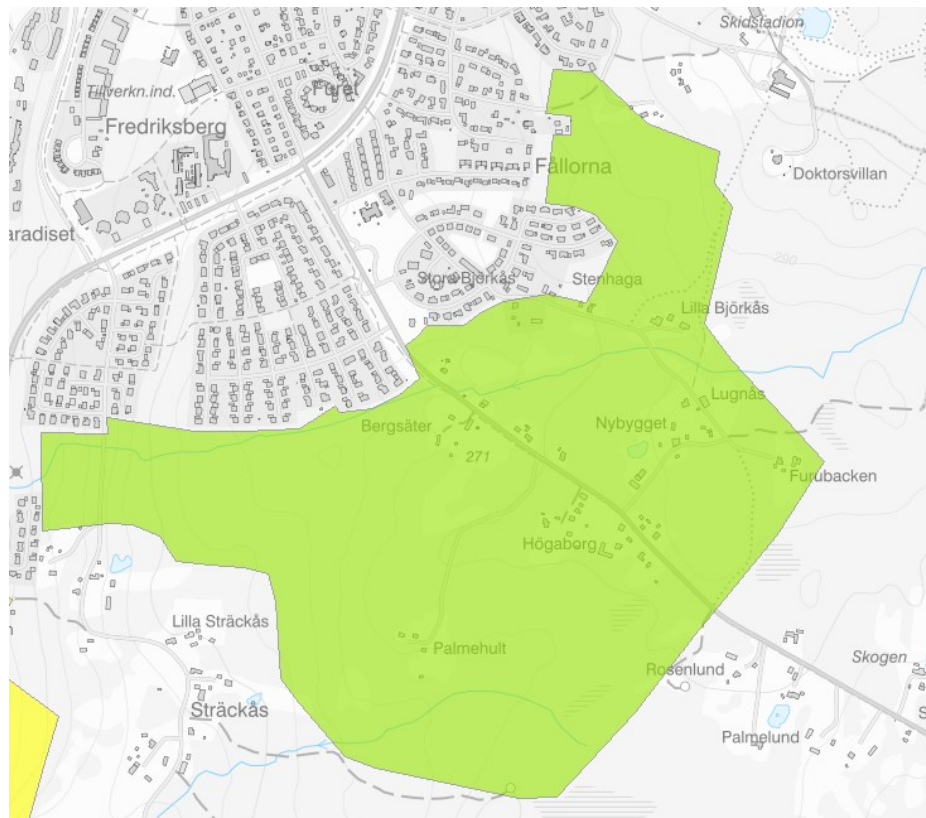 Skidstadion
Tillverkn.ind.
Furet
Fredriksberg
Fållorna
Doktorsvillan
aradiset
290
Stora Björkås
Stenhaga
Lilla Björkås
Lugnås
Bergsäter
Nybygget
271
Furubacken
Högaborg
Lilla Sträckås
Palmehult
Skogen
Rosenlund
Sträckås
S
Palmelund